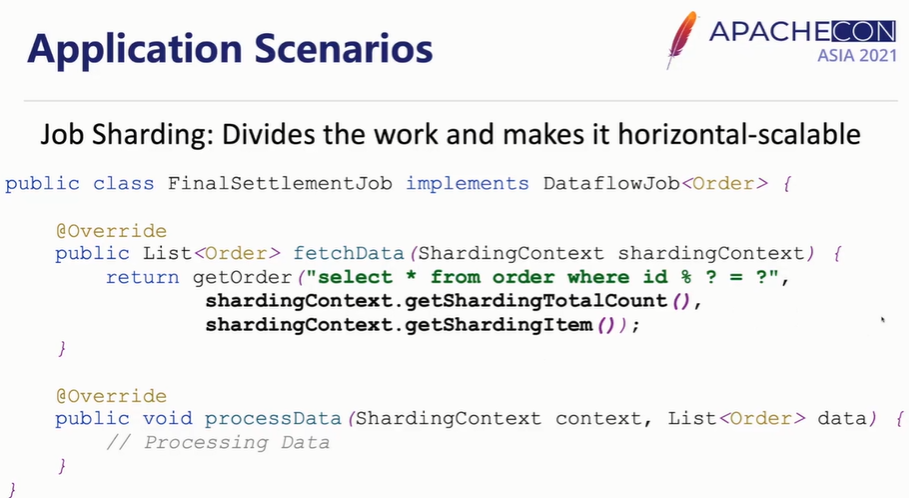 Application Scenarios
APACHECON
ASIA 2021
Job Sharding: Divides the work and makes it horizontal-scalable
public class FinalSettlementJob implements DataflowJob<Order> {
    @Override
    public List<Order> fetchData(ShardingContext shardingContext) {
        return getOrder("select * from order where id % ? = ?",
                shardingContext.getShardingTotalCount(),
                shardingContext.getShardingItem());
    }
    @Override
    public void processData(ShardingContext context, List<Order> data) {
        // Processing Data
    }
}